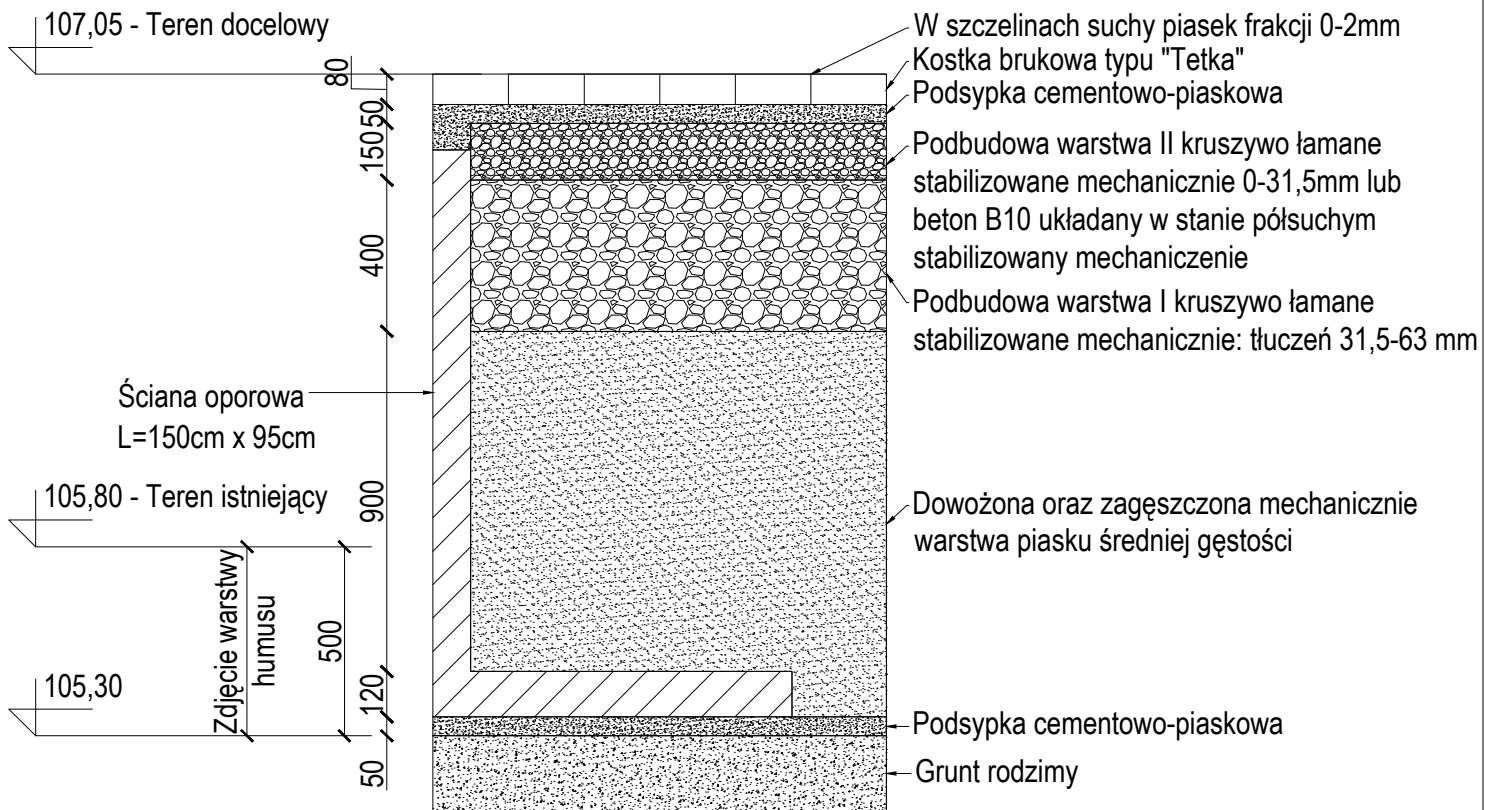 107,05 - Teren docelowy
W szczelinach suchy piasek frakcji 0-2mm
Kostka brukowa typu "Tetka"
Podsypka cementowo-piaskowa
80
50
150
400
900
120
50
Podbudowa warstwa II kruszywo łamane
stabilizowane mechanicznie 0-31,5mm lub
beton B10 układany w stanie półsuchym
stabilizowany mechaniczenie
Podbudowa warstwa I kruszywo łamane
stabilizowane mechanicznie: tłuczeń 31,5-63 mm
Ściana oporowa
L=150cm x 95cm
105,80 - Teren istniejący
Dowożona oraz zagęszczona mechanicznie
warstwa piasku średniej gęstości
Zdjęcie warstwy
humusu
500
105,30
Podsypka cementowo-piaskowa
Grunt rodzimy